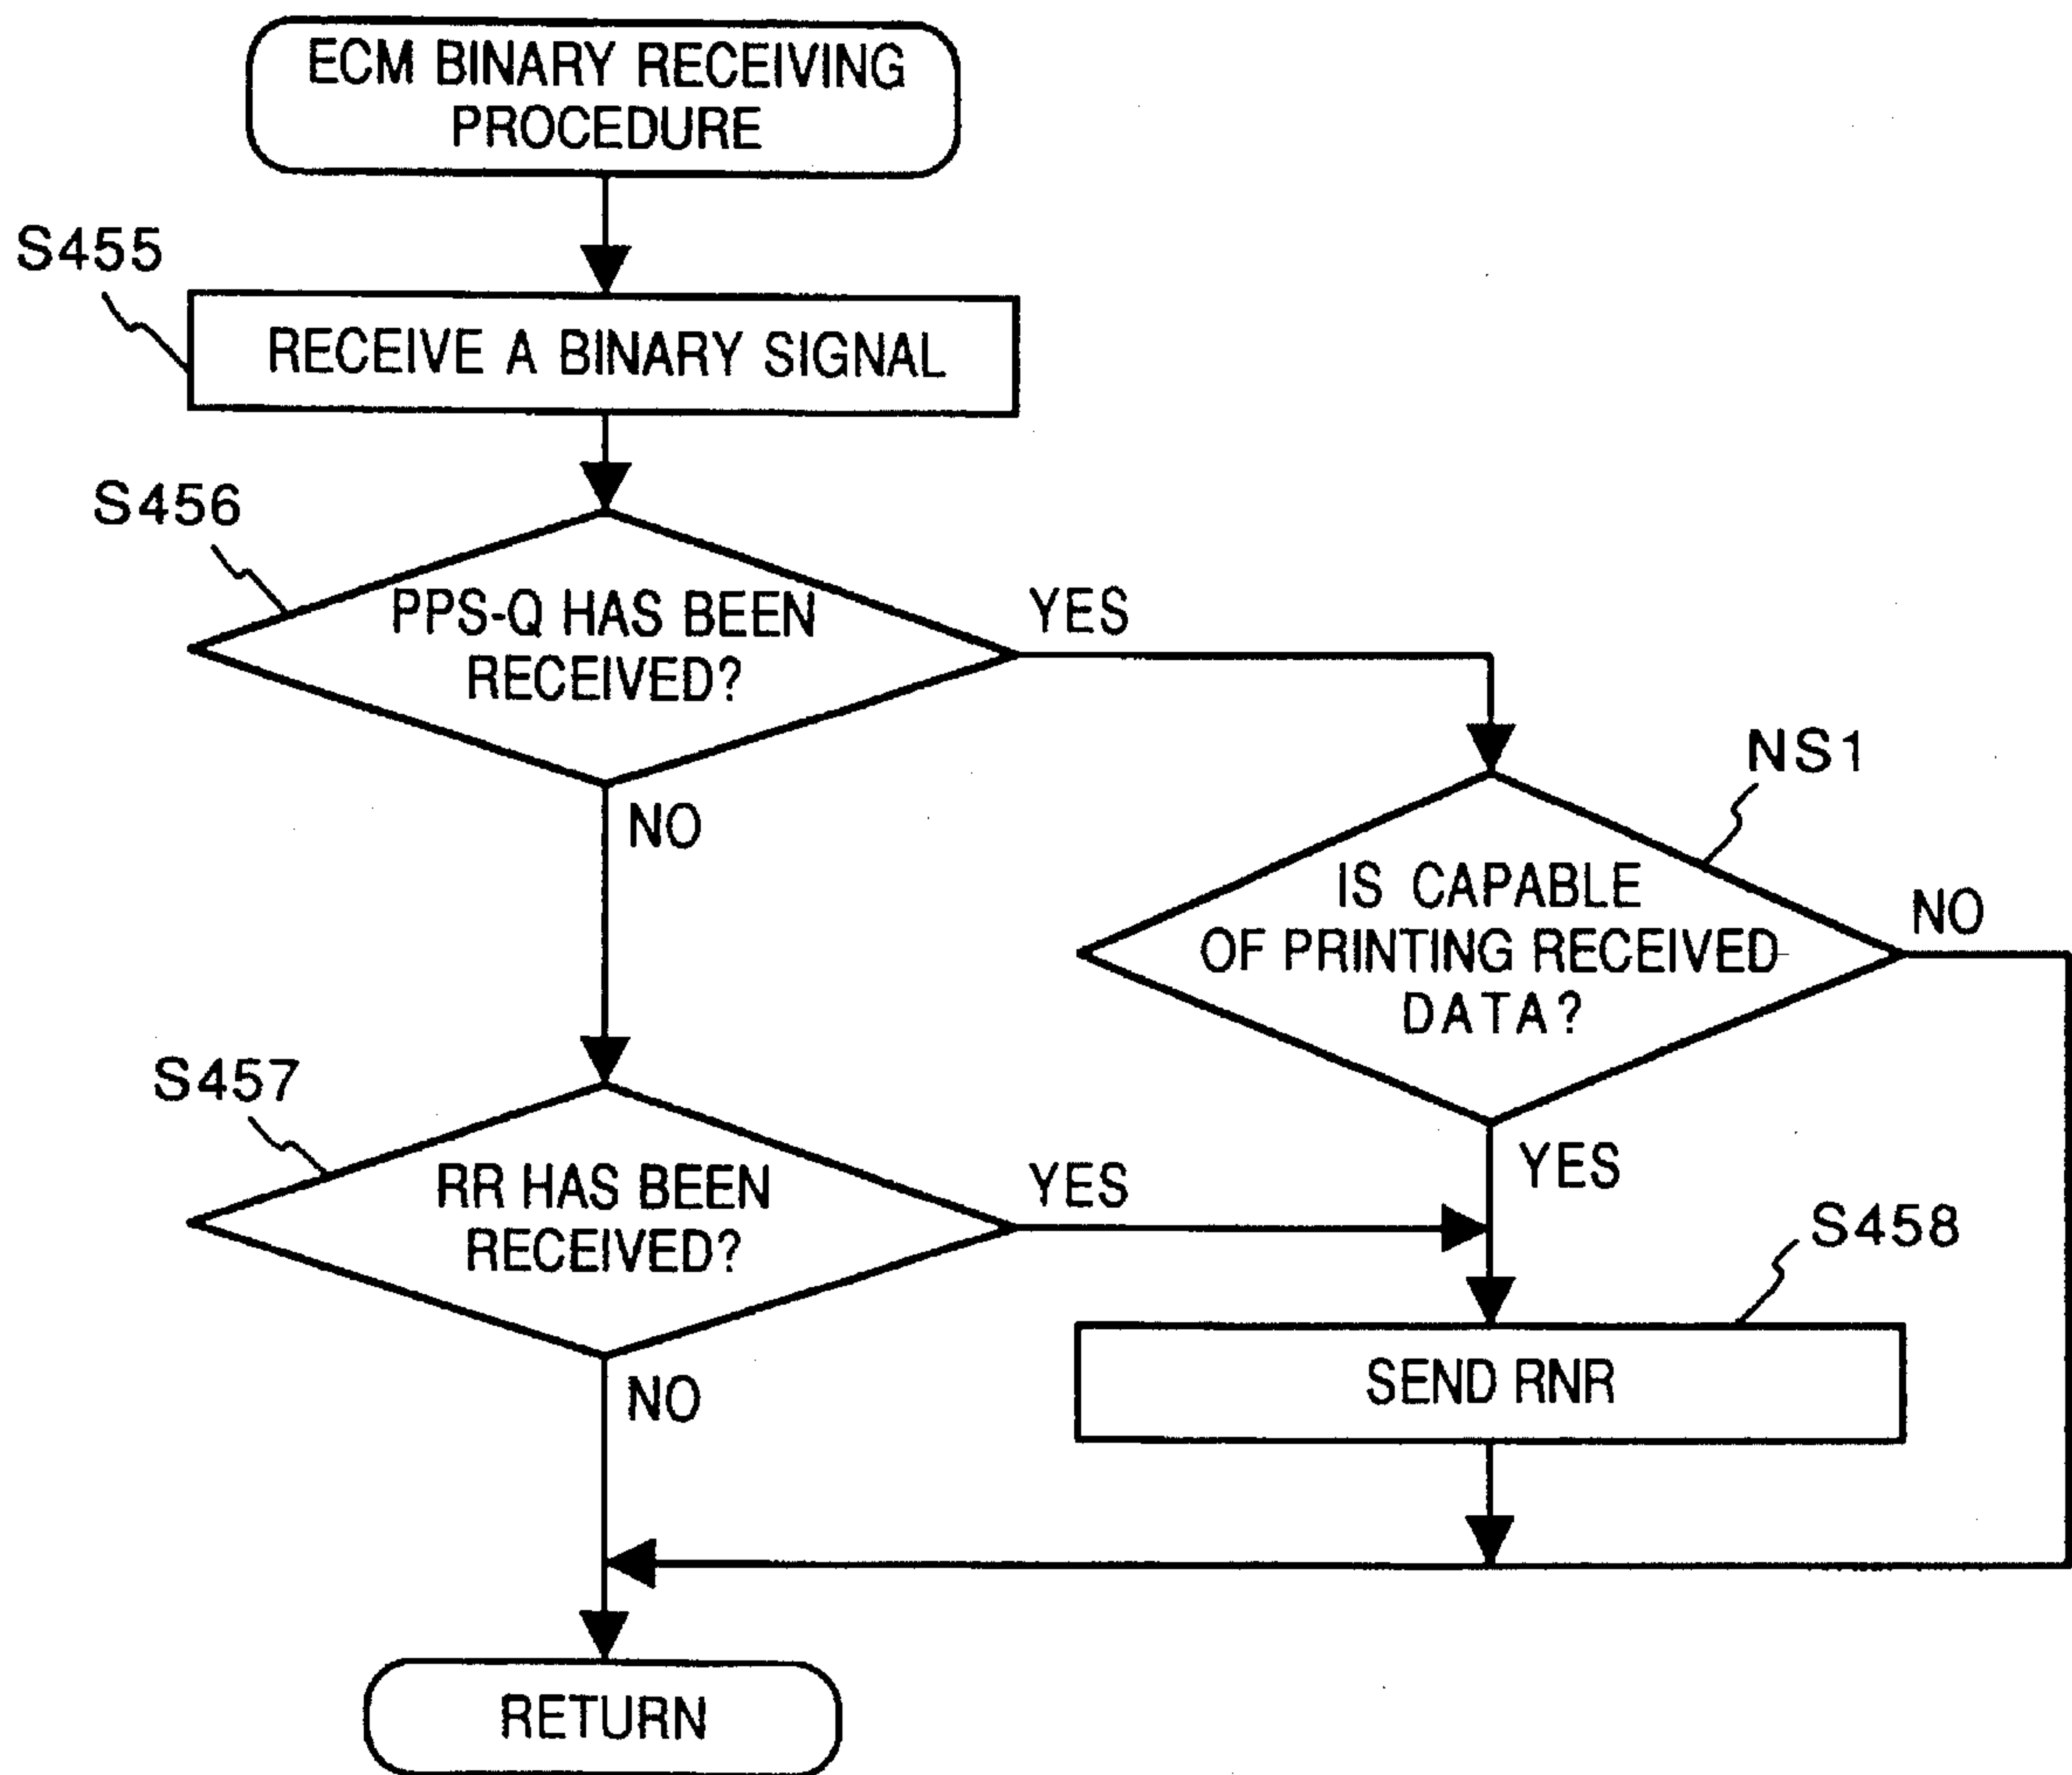 ECM BINARY RECEIVING
PROCEDURE
S455
RECEIVE A BINARY SIGNAL
S456
PPS-Q HAS BEEN
RECEIVED?
YES
NO
NS1
IS CAPABLE
OF PRINTING RECEIVED
DATA?
NO
YES
S457
RR HAS BEEN
RECEIVED?
YES
NO
S458
SEND RNR
RETURN